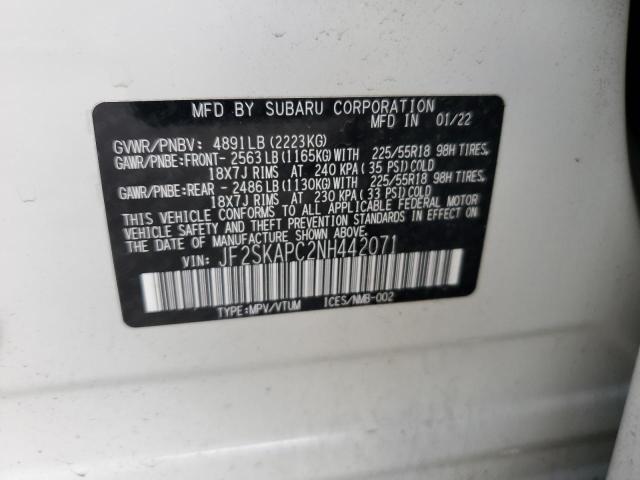 MFD BY SUBARU CORPORATION
MFD IN 01/22
GVWR/PNBV: 4891LB(2223KG)
GAWR/PNBE:FRONT- 2563LB(1165KG)WITH 225/55R18 98H TIRES,
18X7J RIMS AT 240 KPA(35 PSI)COLD
GAWR/PNBE:REAR - 2486LB(1130KG)WITH 225/55R18 98H TIRES,
18X7J RIMS AT 230 KPA(33 PSI)COLD
THIS VEHICLE CONFORMS TO ALL APPLICABLE FEDERAL MOTOR
VEHICLE SAFETY AND THEFT PREVENTION STANDARDS IN EFFECT
ON THE DATE OF MANUFACTURE SHOWN ABOVE.
VIN: JF2SKAPC2NH442071
TYPE:MPV/VTUM ICES/NMB-002